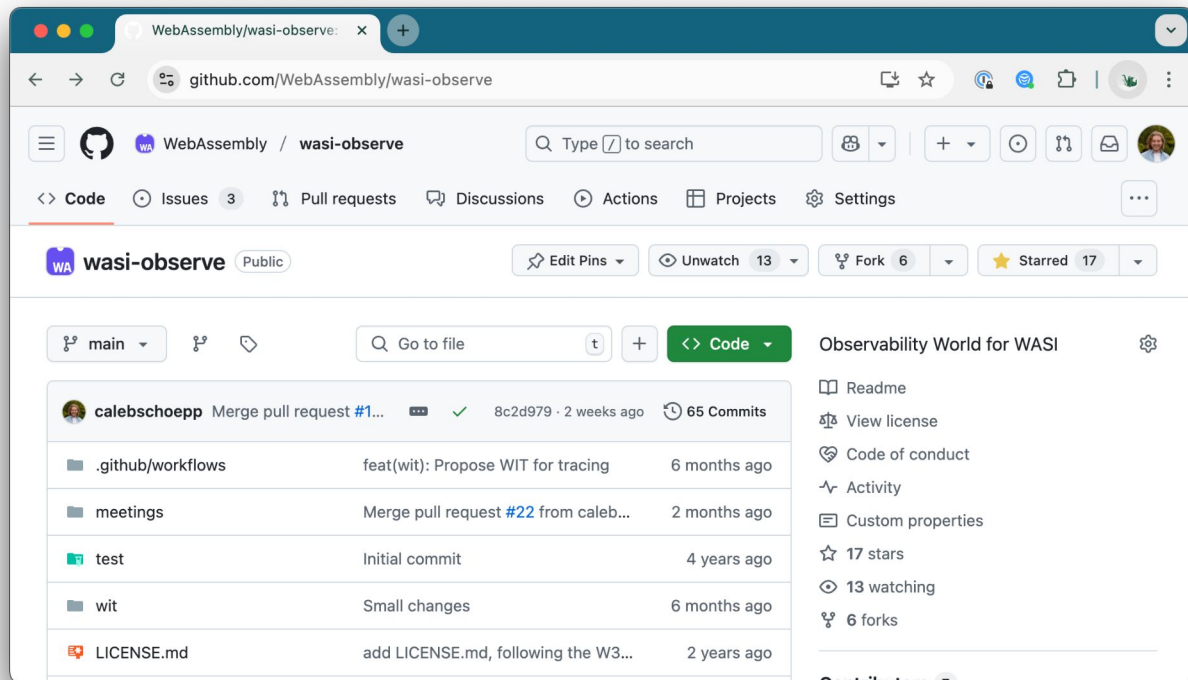 WebAssembly/wasi-observe:
github.com/WebAssembly/wasi-observe
WA WebAssembly / wasi-observe Type / to search
Code Issues 3 Pull requests Discussions Actions Projects Settings
WA wasi-observe Public Edit Pins Unwatch 13 Fork 6 Starred 17
main Go to file t Code
Observability World for WASI
calebschoepp Merge pull request #1... 8c2d979 · 2 weeks ago 65 Commits
.github/workflows feat(wit): Propose WIT for tracing 6 months ago
meetings Merge pull request #22 from caleb... 2 months ago
test Initial commit 4 years ago
wit Small changes 6 months ago
LICENSE.md add LICENSE.md, following the W3... 2 years ago
Readme
View license
Code of conduct
Activity
Custom properties
17 stars
13 watching
6 forks